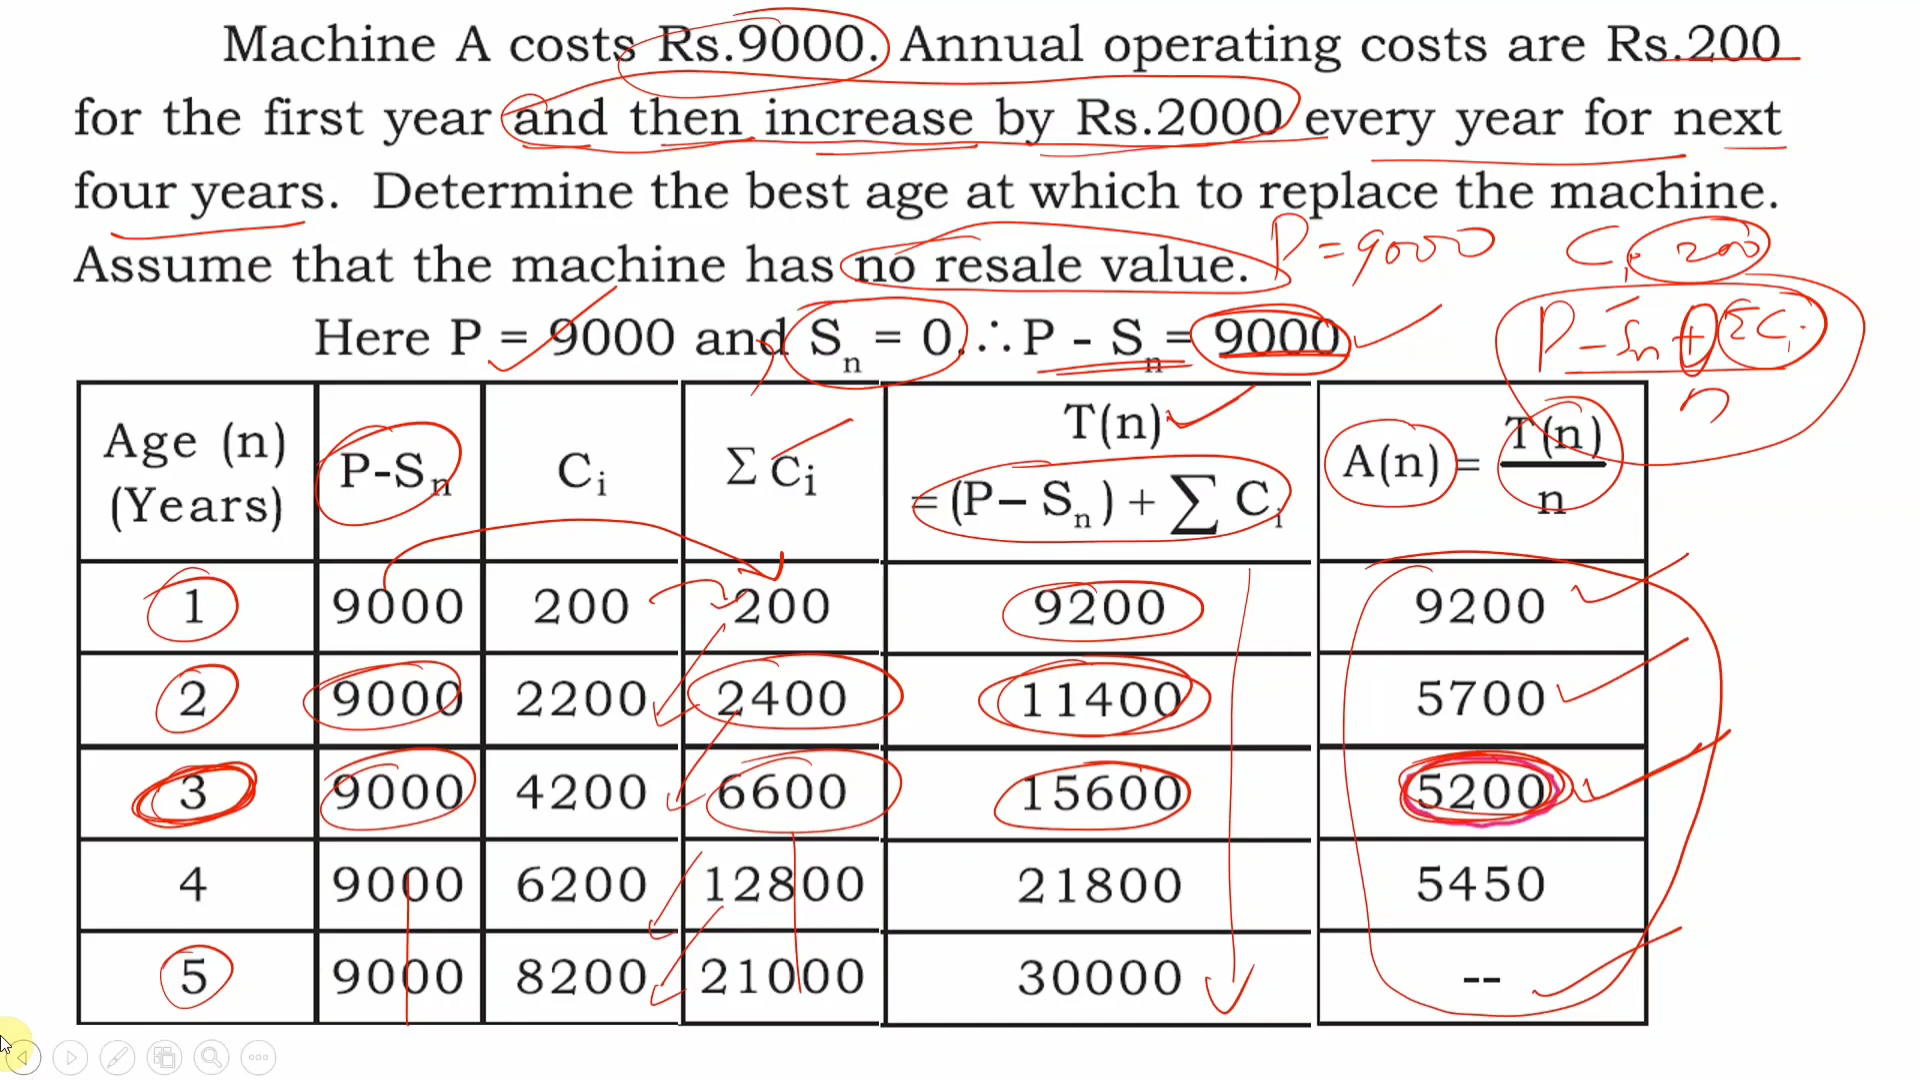 Machine A costs Rs.9000. Annual operating costs are Rs.200
for the first year and then increase by Rs.2000 every year for next
four years. Determine the best age at which to replace the machine.
Assume that the machine has no resale value. P = 9000 C₁ 200
Here P = 9000 and Sn = 0 ∴ P - Sn = 9000
P - Sn + ΣCi
n
Age (n) (Years) P-Sn Ci Σ Ci T(n) = (P– Sn ) + ∑ Ci A(n) = T(n) / n
1 9000 200 200 9200 9200
2 9000 2200 2400 11400 5700
3 9000 4200 6600 15600 5200
4 9000 6200 12800 21800 5450
5 9000 8200 21000 30000 --